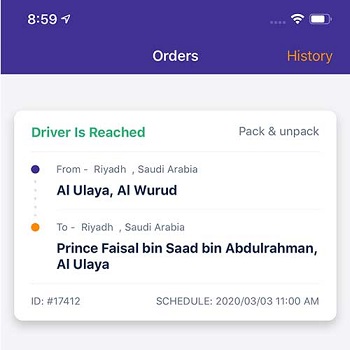 8:59
Orders
History
Driver Is Reached
Pack & unpack
From - Riyadh , Saudi Arabia
Al Ulaya, Al Wurud
To - Riyadh , Saudi Arabia
Prince Faisal bin Saad bin Abdulrahman,
Al Ulaya
ID: #17412
SCHEDULE: 2020/03/03 11:00 AM